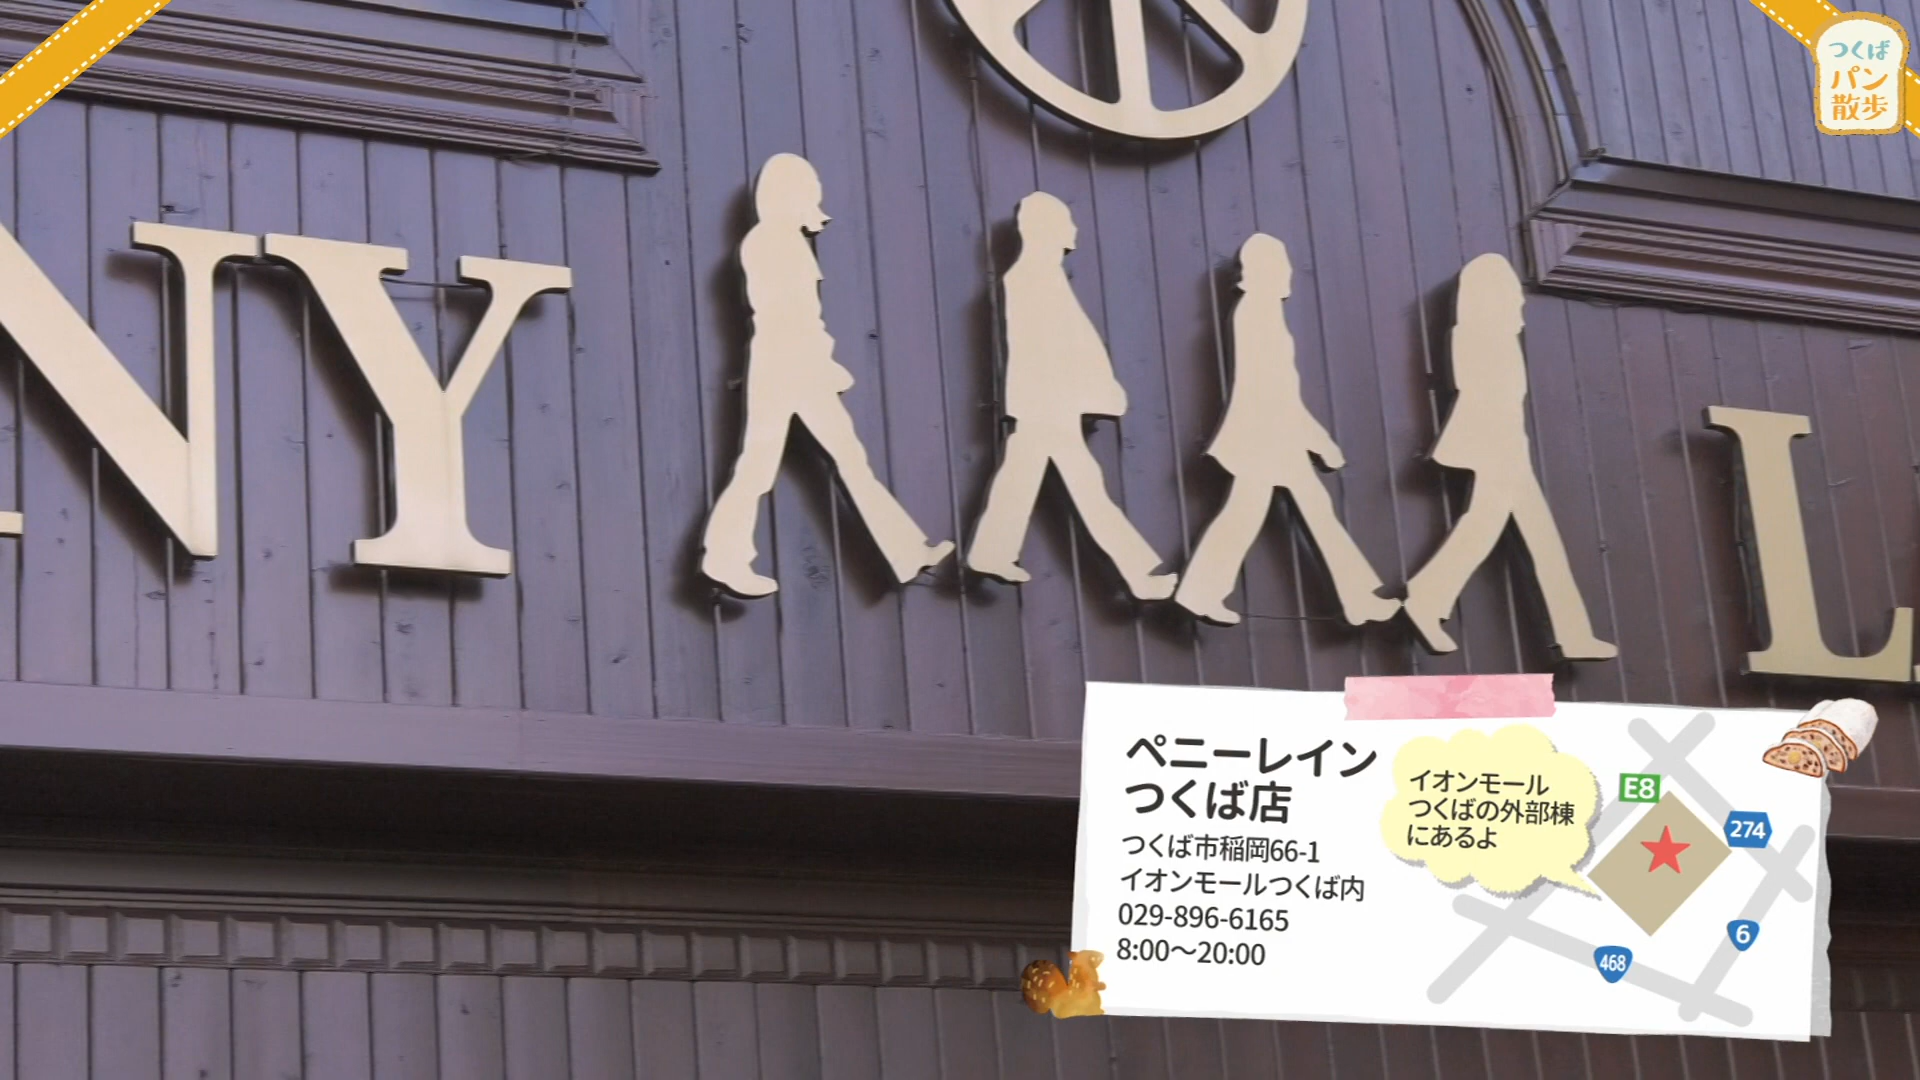 つくば
パン
散歩
NY
L
ペニーレイン
つくば店
つくば市稲岡66-1
イオンモールつくば内
029-896-6165
8:00〜20:00
イオンモール
つくばの外部棟
にあるよ
E8
274
6
468